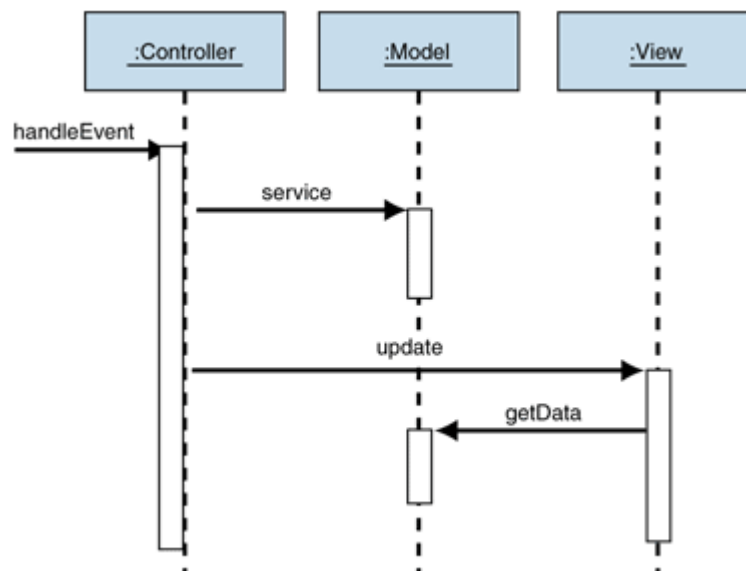 :Controller
:Model
:View
handleEvent
service
update
getData